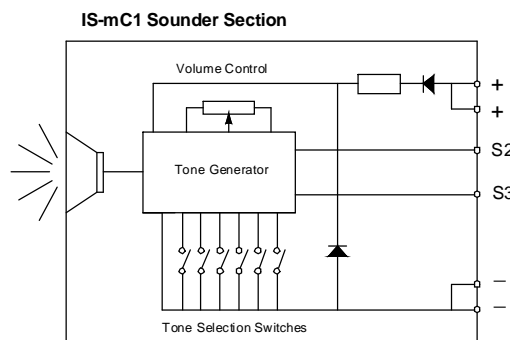 IS-mC1 Sounder Section
Volume Control
+
+
Tone Generator
S2
S3
−
−
Tone Selection Switches